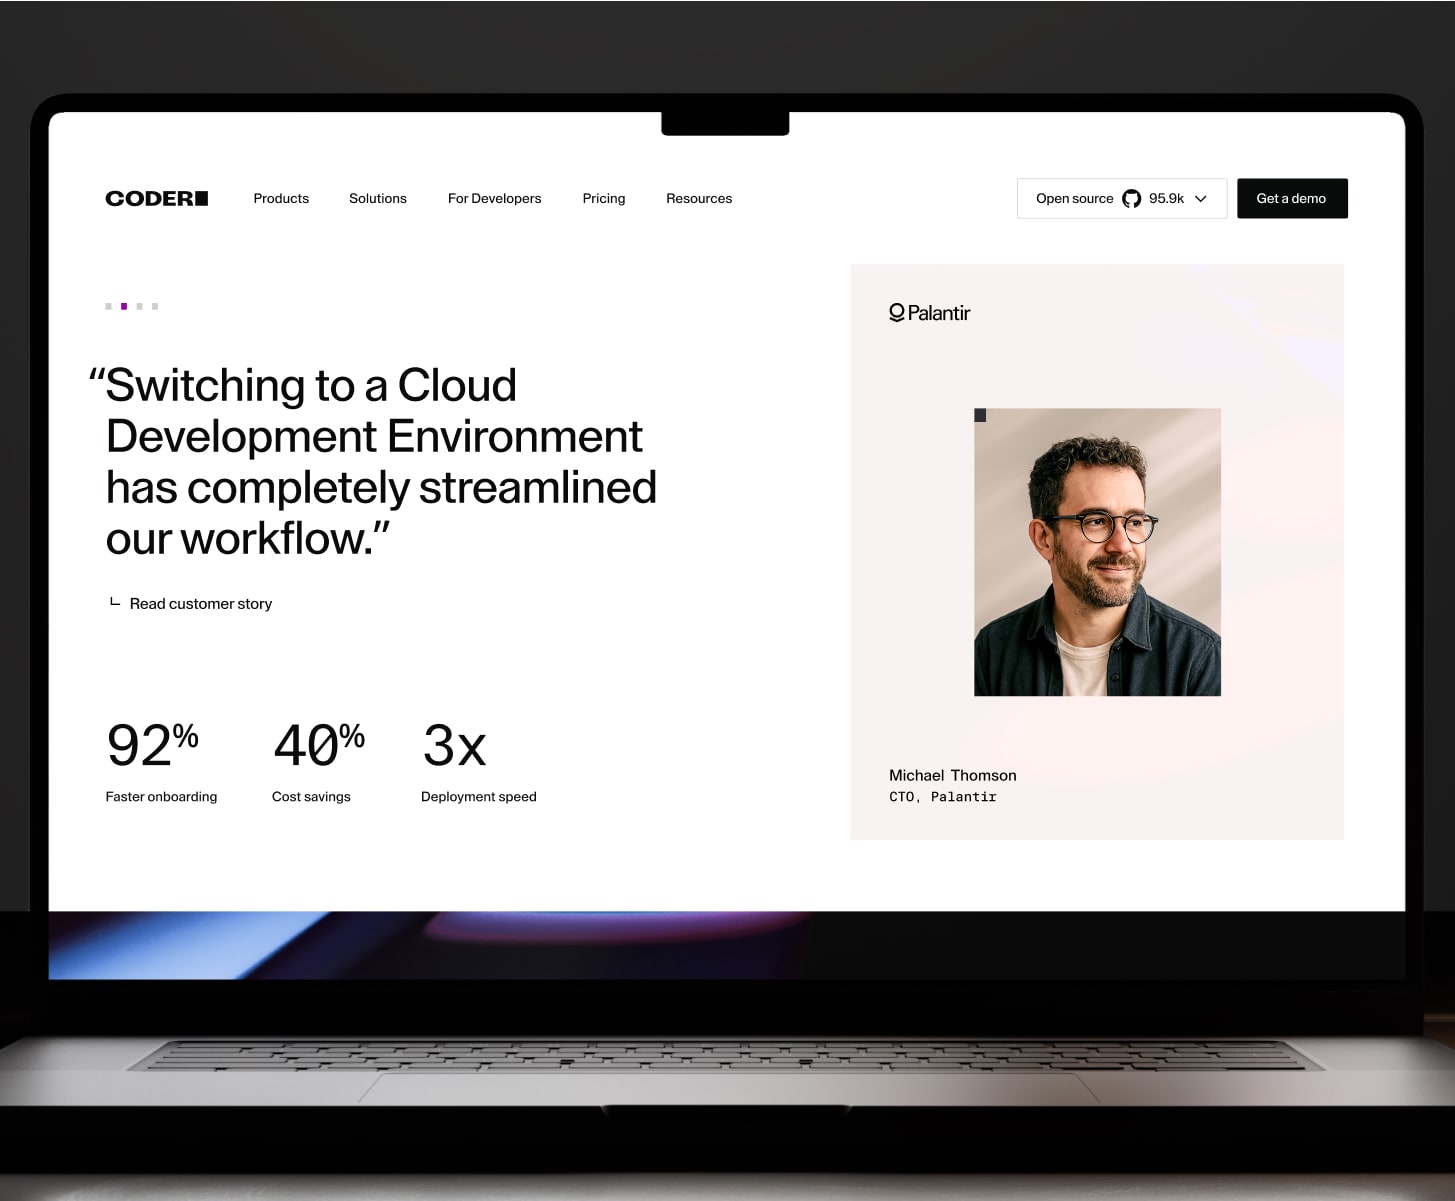 CODER
Products
Solutions
For Developers
Pricing
Resources
Open source 95.9k
Get a demo
“Switching to a Cloud
Development Environment
has completely streamlined
our workflow.”
Read customer story
92%
Faster onboarding
40%
Cost savings
3x
Deployment speed
Palantir
Michael Thomson
CTO, Palantir